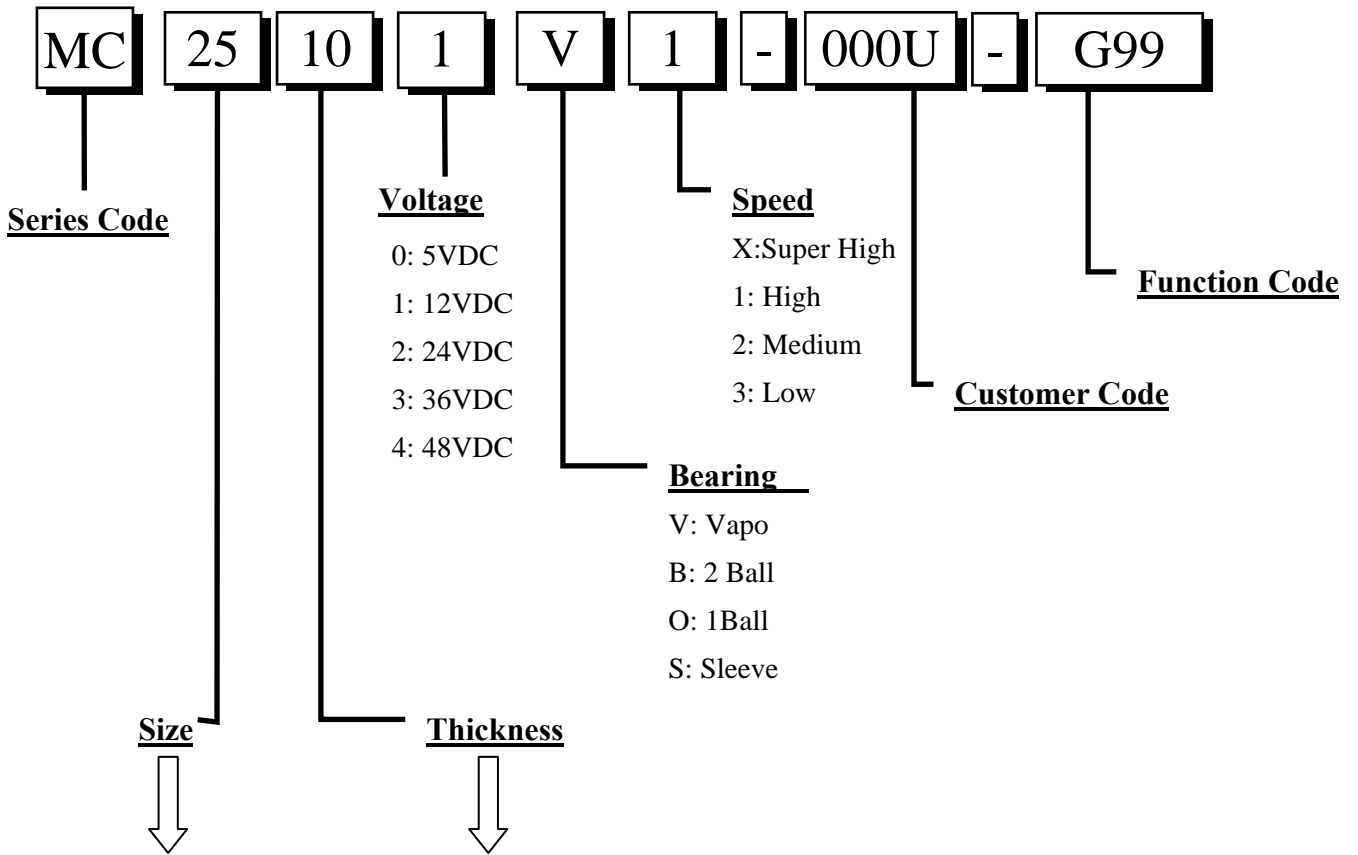 MC 25 10 1 V 1 - 000U - G99
Series Code
Voltage
0: 5VDC
1: 12VDC
2: 24VDC
3: 36VDC
4: 48VDC
Speed
X:Super High
1: High
2: Medium
3: Low
Function Code
Customer Code
Bearing
V: Vapo
B: 2 Ball
O: 1Ball
S: Sleeve
Size
Thickness